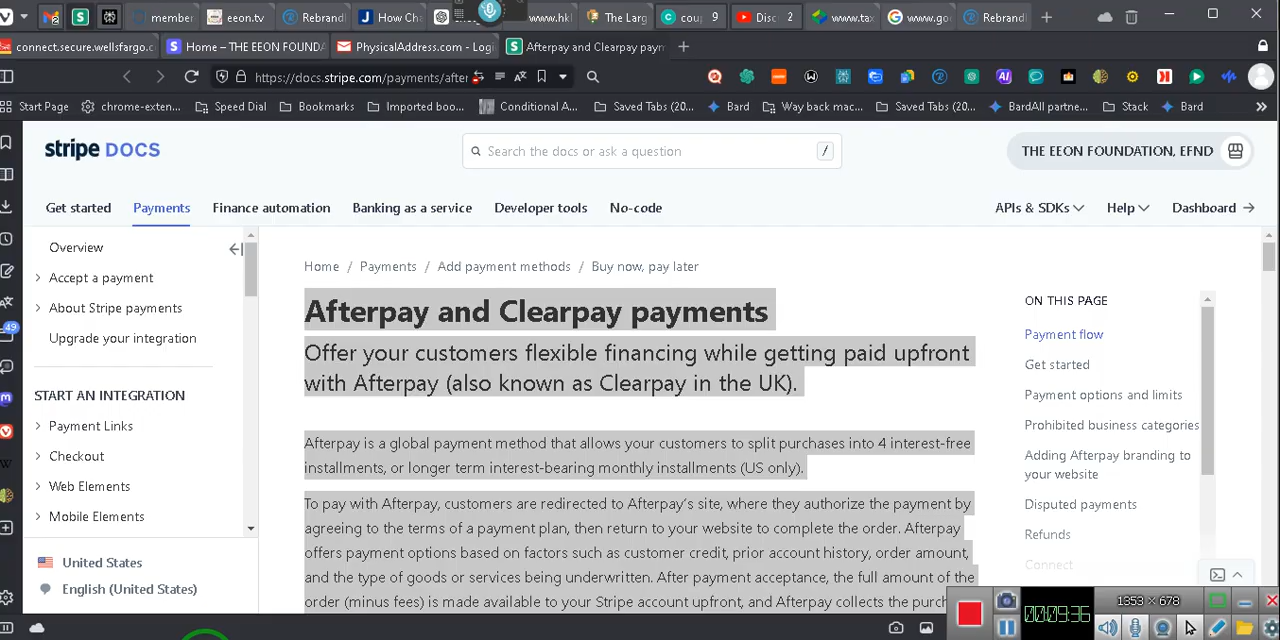 member
eeon.tv
Rebrandi
How Cha
www.hkl
The Larg
cou 9
Disc 2
www.tax
www.go
Rebrandi
connect.secure.wellsfargo.c
Home – THE EEON FOUNDA
PhysicalAddress.com - Logi
Afterpay and Clearpay paym
https://docs.stripe.com/payments/after
Start Page
chrome-exten...
Speed Dial
Bookmarks
Imported boo...
Conditional A...
Saved Tabs (20...
Bard
Way back mac...
Saved Tabs (20...
BardAll partne...
Stack
Bard
stripe DOCS
Search the docs or ask a question
/
THE EEON FOUNDATION, EFND
Get started
Payments
Finance automation
Banking as a service
Developer tools
No-code
APIs & SDKs
Help
Dashboard
Overview
Accept a payment
About Stripe payments
Upgrade your integration
START AN INTEGRATION
Payment Links
Checkout
Web Elements
Mobile Elements
United States
English (United States)
49
Home / Payments / Add payment methods / Buy now, pay later
Afterpay and Clearpay payments
Offer your customers flexible financing while getting paid upfront
with Afterpay (also known as Clearpay in the UK).
Afterpay is a global payment method that allows your customers to split purchases into 4 interest-free
installments, or longer term interest-bearing monthly installments (US only).
To pay with Afterpay, customers are redirected to Afterpay's site, where they authorize the payment by
agreeing to the terms of a payment plan, then return to your website to complete the order. Afterpay
offers payment options based on factors such as customer credit, prior account history, order amount,
and the type of goods or services being underwritten. After payment acceptance, the full amount of the
order (minus fees) is made available to your Stripe account upfront, and Afterpay collects the purch
ON THIS PAGE
Payment flow
Get started
Payment options and limits
Prohibited business categories
Adding Afterpay branding to
your website
Disputed payments
Refunds
Connect
00:09:36
1353 × 678